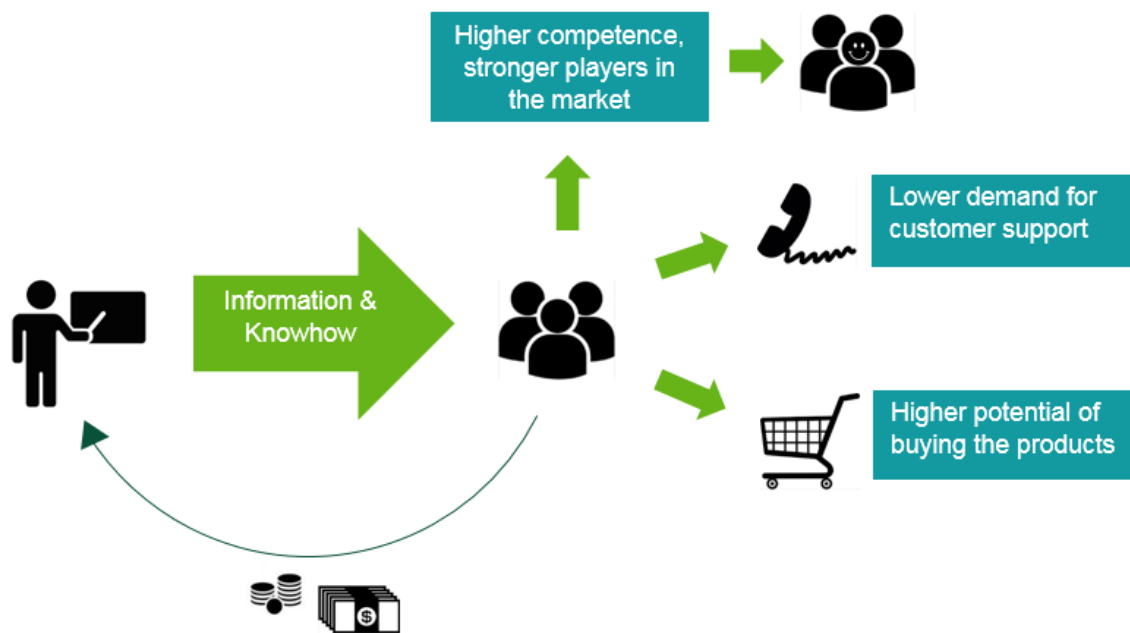 Higher competence,
stronger players in
the market
Lower demand for
customer support
Information &
Knowhow
Higher potential of
buying the products
$